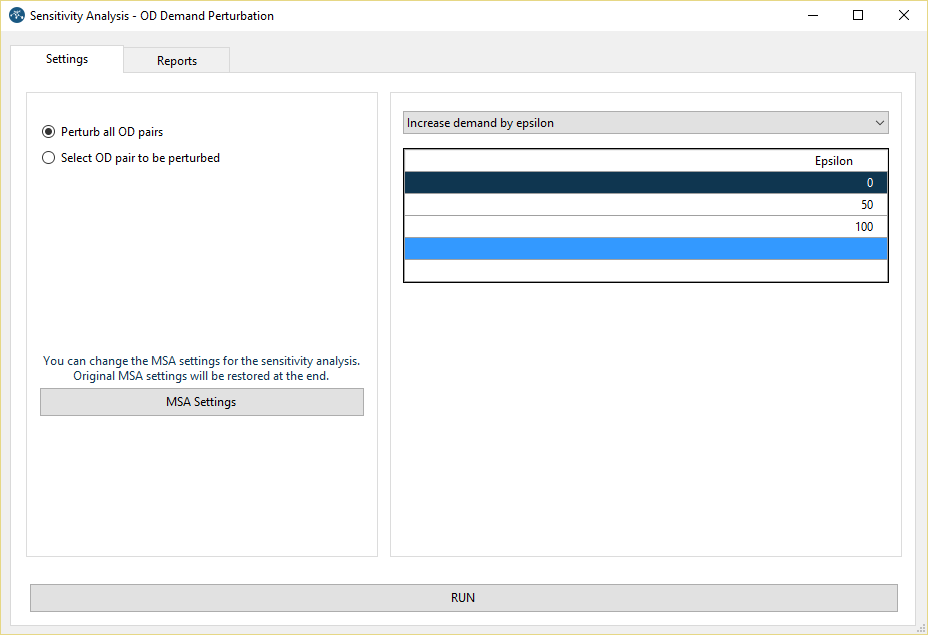 Sensitivity Analysis - OD Demand Perturbation
Settings
Reports
Perturb all OD pairs
Select OD pair to be perturbed
You can change the MSA settings for the sensitivity analysis.
Original MSA settings will be restored at the end.
MSA Settings
Increase demand by epsilon
Epsilon
0
50
100
RUN